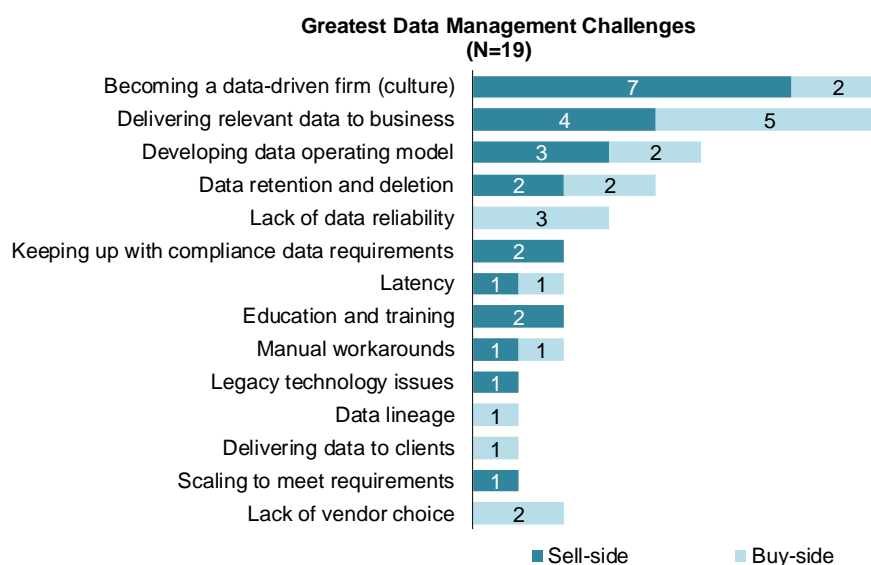 Greatest Data Management Challenges
(N=19)
Becoming a data-driven firm (culture) 7 2
Delivering relevant data to business 4 5
Developing data operating model 3 2
Data retention and deletion 2 2
Lack of data reliability 3
Keeping up with compliance data requirements 2
Latency 1 1
Education and training 2
Manual workarounds 1 1
Legacy technology issues 1
Data lineage 1
Delivering data to clients 1
Scaling to meet requirements 1
Lack of vendor choice 2
Sell-side Buy-side